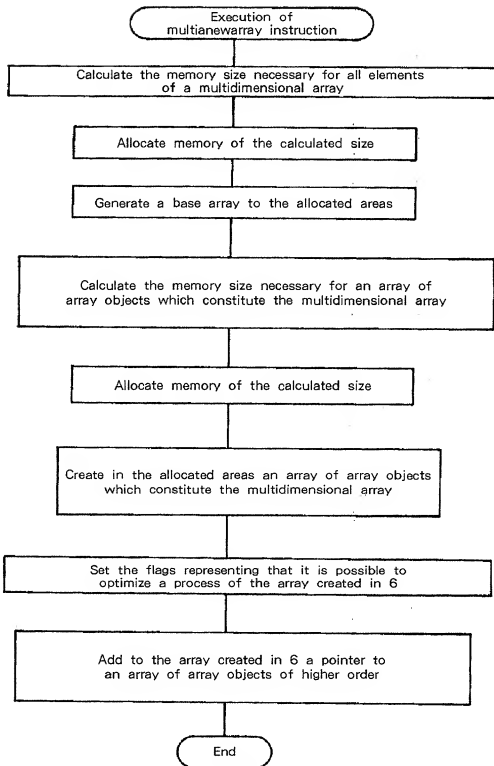 Execution of
multianewarray instruction
Calculate the memory size necessary for all elements
of a multidimensional array
Allocate memory of the calculated size
Generate a base array to the allocated areas
Calculate the memory size necessary for an array of
array objects which constitute the multidimensional array
Allocate memory of the calculated size
Create in the allocated areas an array of array objects
which constitute the multidimensional array
Set the flags representing that it is possible to
optimize a process of the array created in 6
Add to the array created in 6 a pointer to
an array of array objects of higher order
End